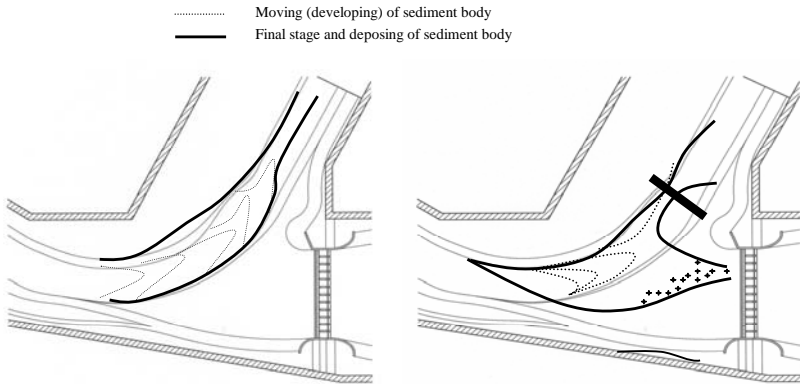 Moving (developing) of sediment body
Final stage and deposing of sediment body